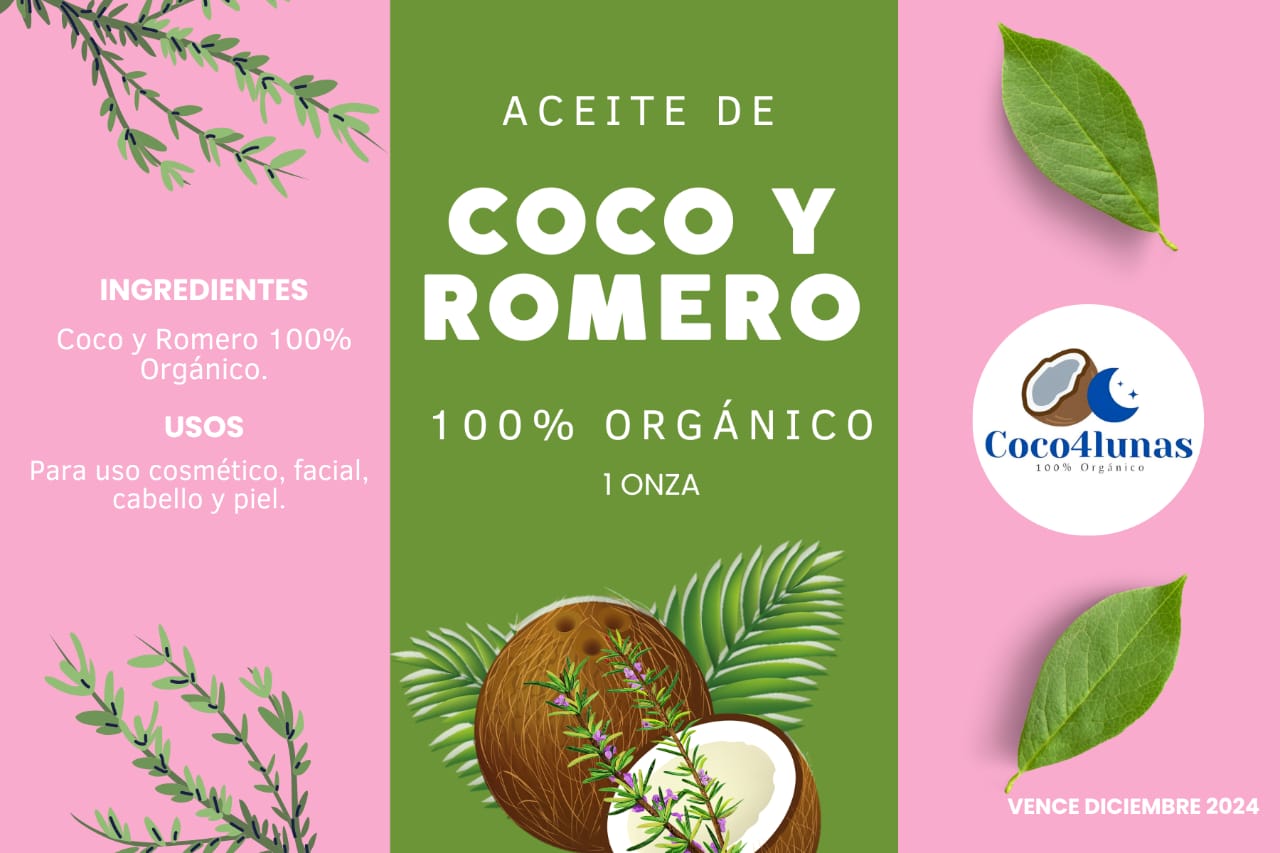 INGREDIENTES
Coco y Romero 100%
Orgánico.
USOS
Para uso cosmético, facial,
cabello y piel.
ACEITE DE
COCO Y
ROMERO
100% ORGÁNICO
1 ONZA
Coco4lunas
100% Orgánico
VENCE DICIEMBRE 2024